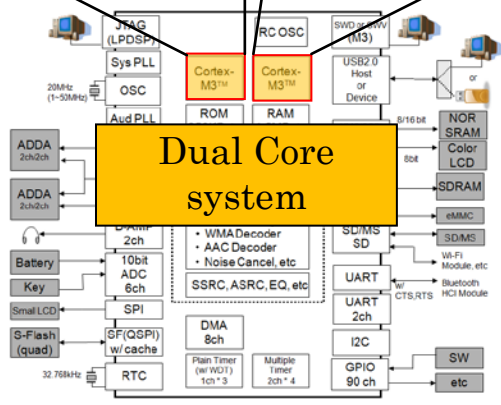 JTAG
(LPDSP)
RC OSC
SWD or SWV
(M3)
Sys PLL
Cortex-
M3™
Cortex-
M3™
USB2.0
Host
or
Device
or
20MHz
(1~50MHz)
OSC
Aud PLL
ROM
RAM
8/16 bit
NOR
SRAM
Color
LCD
8bit
ADDA
2ch/2ch
SDRAM
ADDA
2ch/2ch
Dual Core
system
eMMC
2ch
WMADecoder
AAC Decoder
Noise Cancel, etc
SD/MS
SD
SD/MS
Wi-Fi
Module, etc
Battery
Key
10bit
ADC
6ch
SSRC, ASRC, EQ, etc
UART
w/
CTS,RTS
Bluetooth
HCI Module
Small LCD
SPI
UART
2ch
S-Flash
(quad)
SF(QSPI)
w/ cache
DMA
8ch
I2C
32.768kHz
RTC
Plain Timer
(w/ WDT)
1ch * 3
Multiple
Timer
2ch * 4
GPIO
90 ch
SW
etc